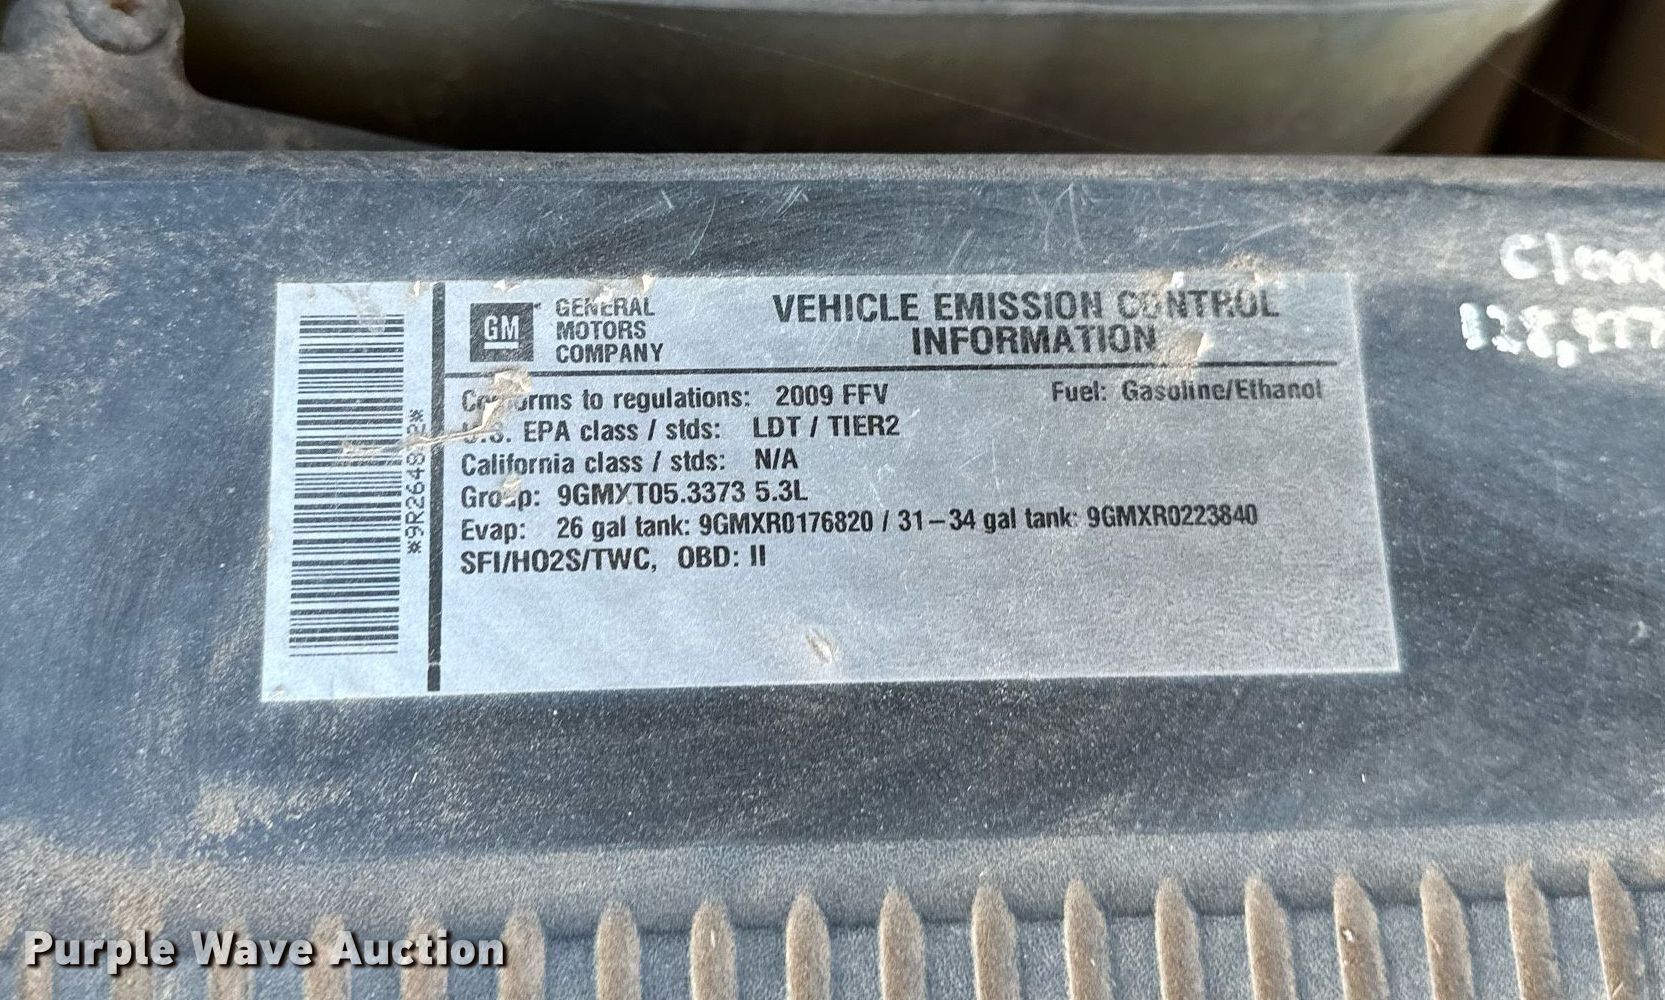 GM
GENERAL
MOTORS
COMPANY
VEHICLE EMISSION CONTROL
INFORMATION
Conforms to regulations: 2009 FFV Fuel: Gasoline/Ethanol
U.S. EPA class / stds: LDT / TIER2
California class / stds: N/A
Group: 9GMXT05.3373 5.3L
Evap: 26 gal tank: 9GMXR0176820 / 31-34 gal tank: 9GMXR0223840
SFI/HO2S/TWC, OBD: II
Purple Wave Auction